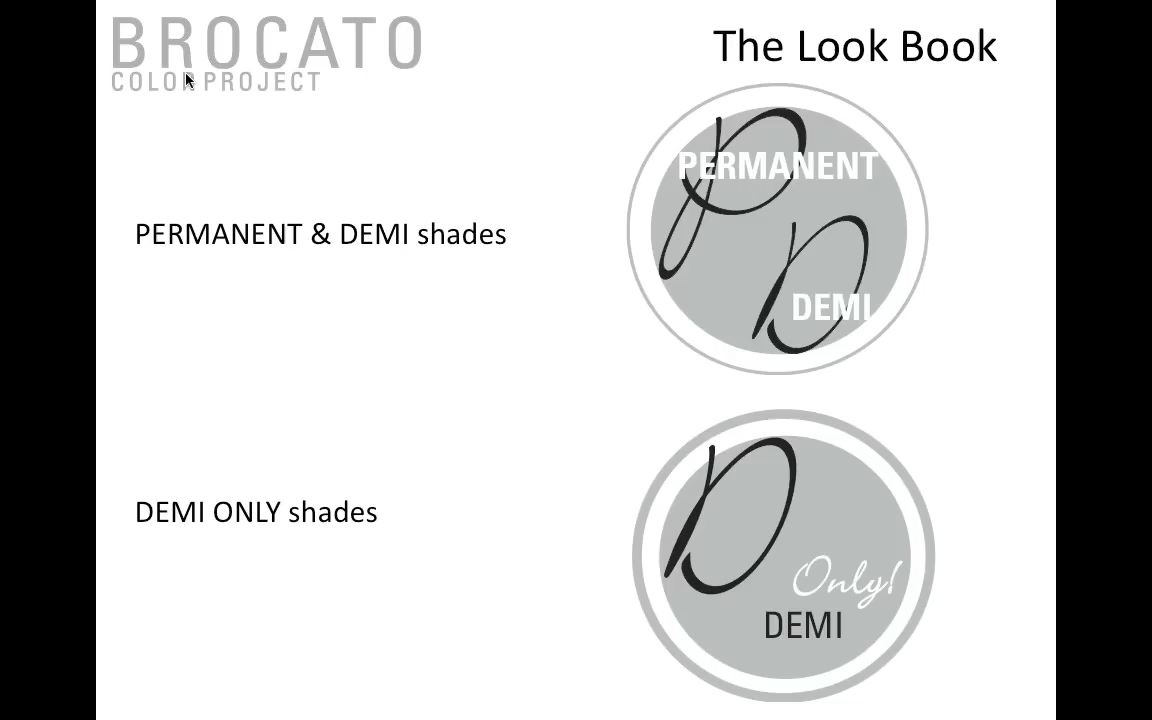 BROCATO
COLOR PROJECT
The Look Book
PERMANENT & DEMI shades
P
PERMANENT
D
DEMI
DEMI ONLY shades
D
Only!
DEMI